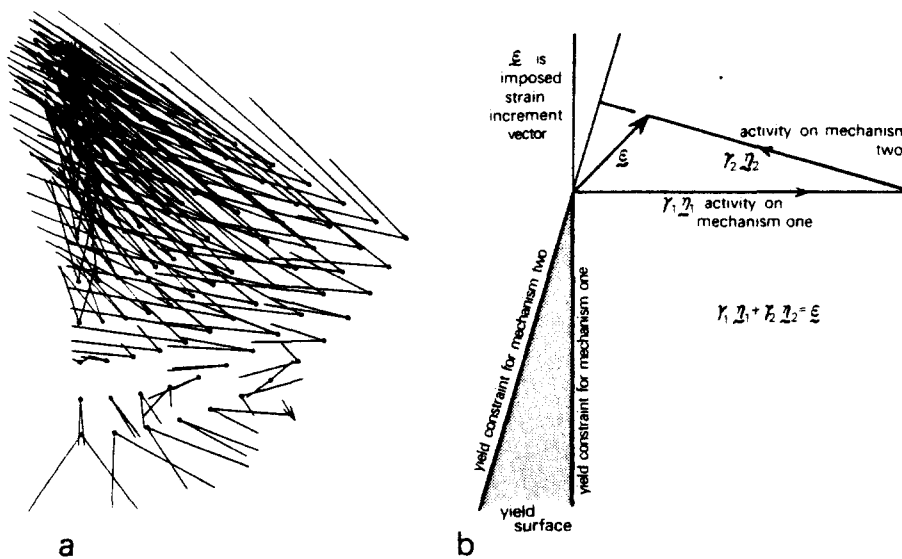 ε is
imposed
strain
increment
vector
activity on mechanism
two
γ₂ η₂
ε
γ₁ η₁ activity on
mechanism one
yield constraint for mechanism two
yield constraint for mechanism one
γ₁ η₁ + γ₂ η₂ = ε
yield
surface
a
b